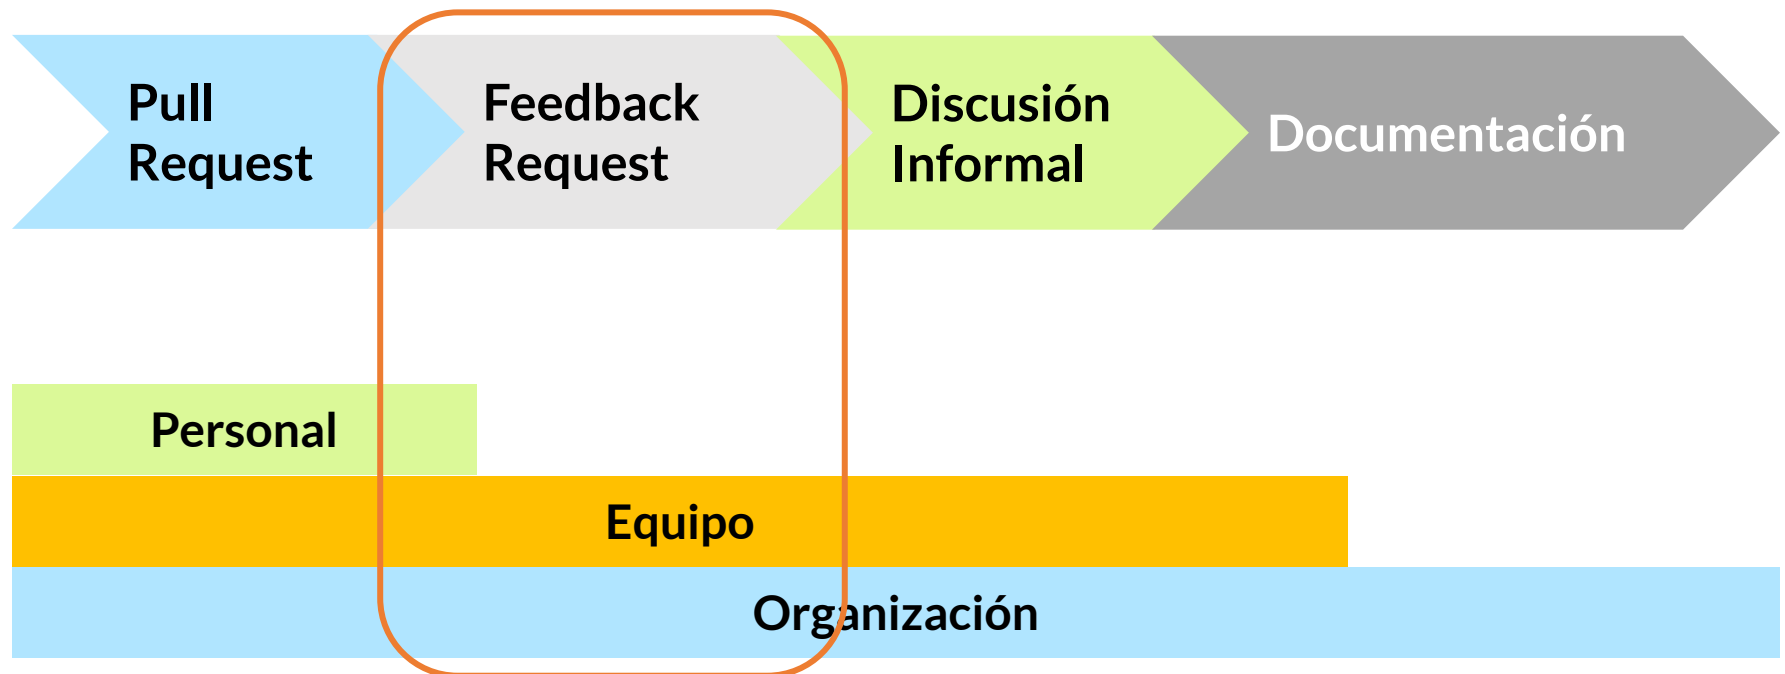 Pull
Request
Feedback
Request
Discusión
Informal
Documentación
Personal
Equipo
Organización